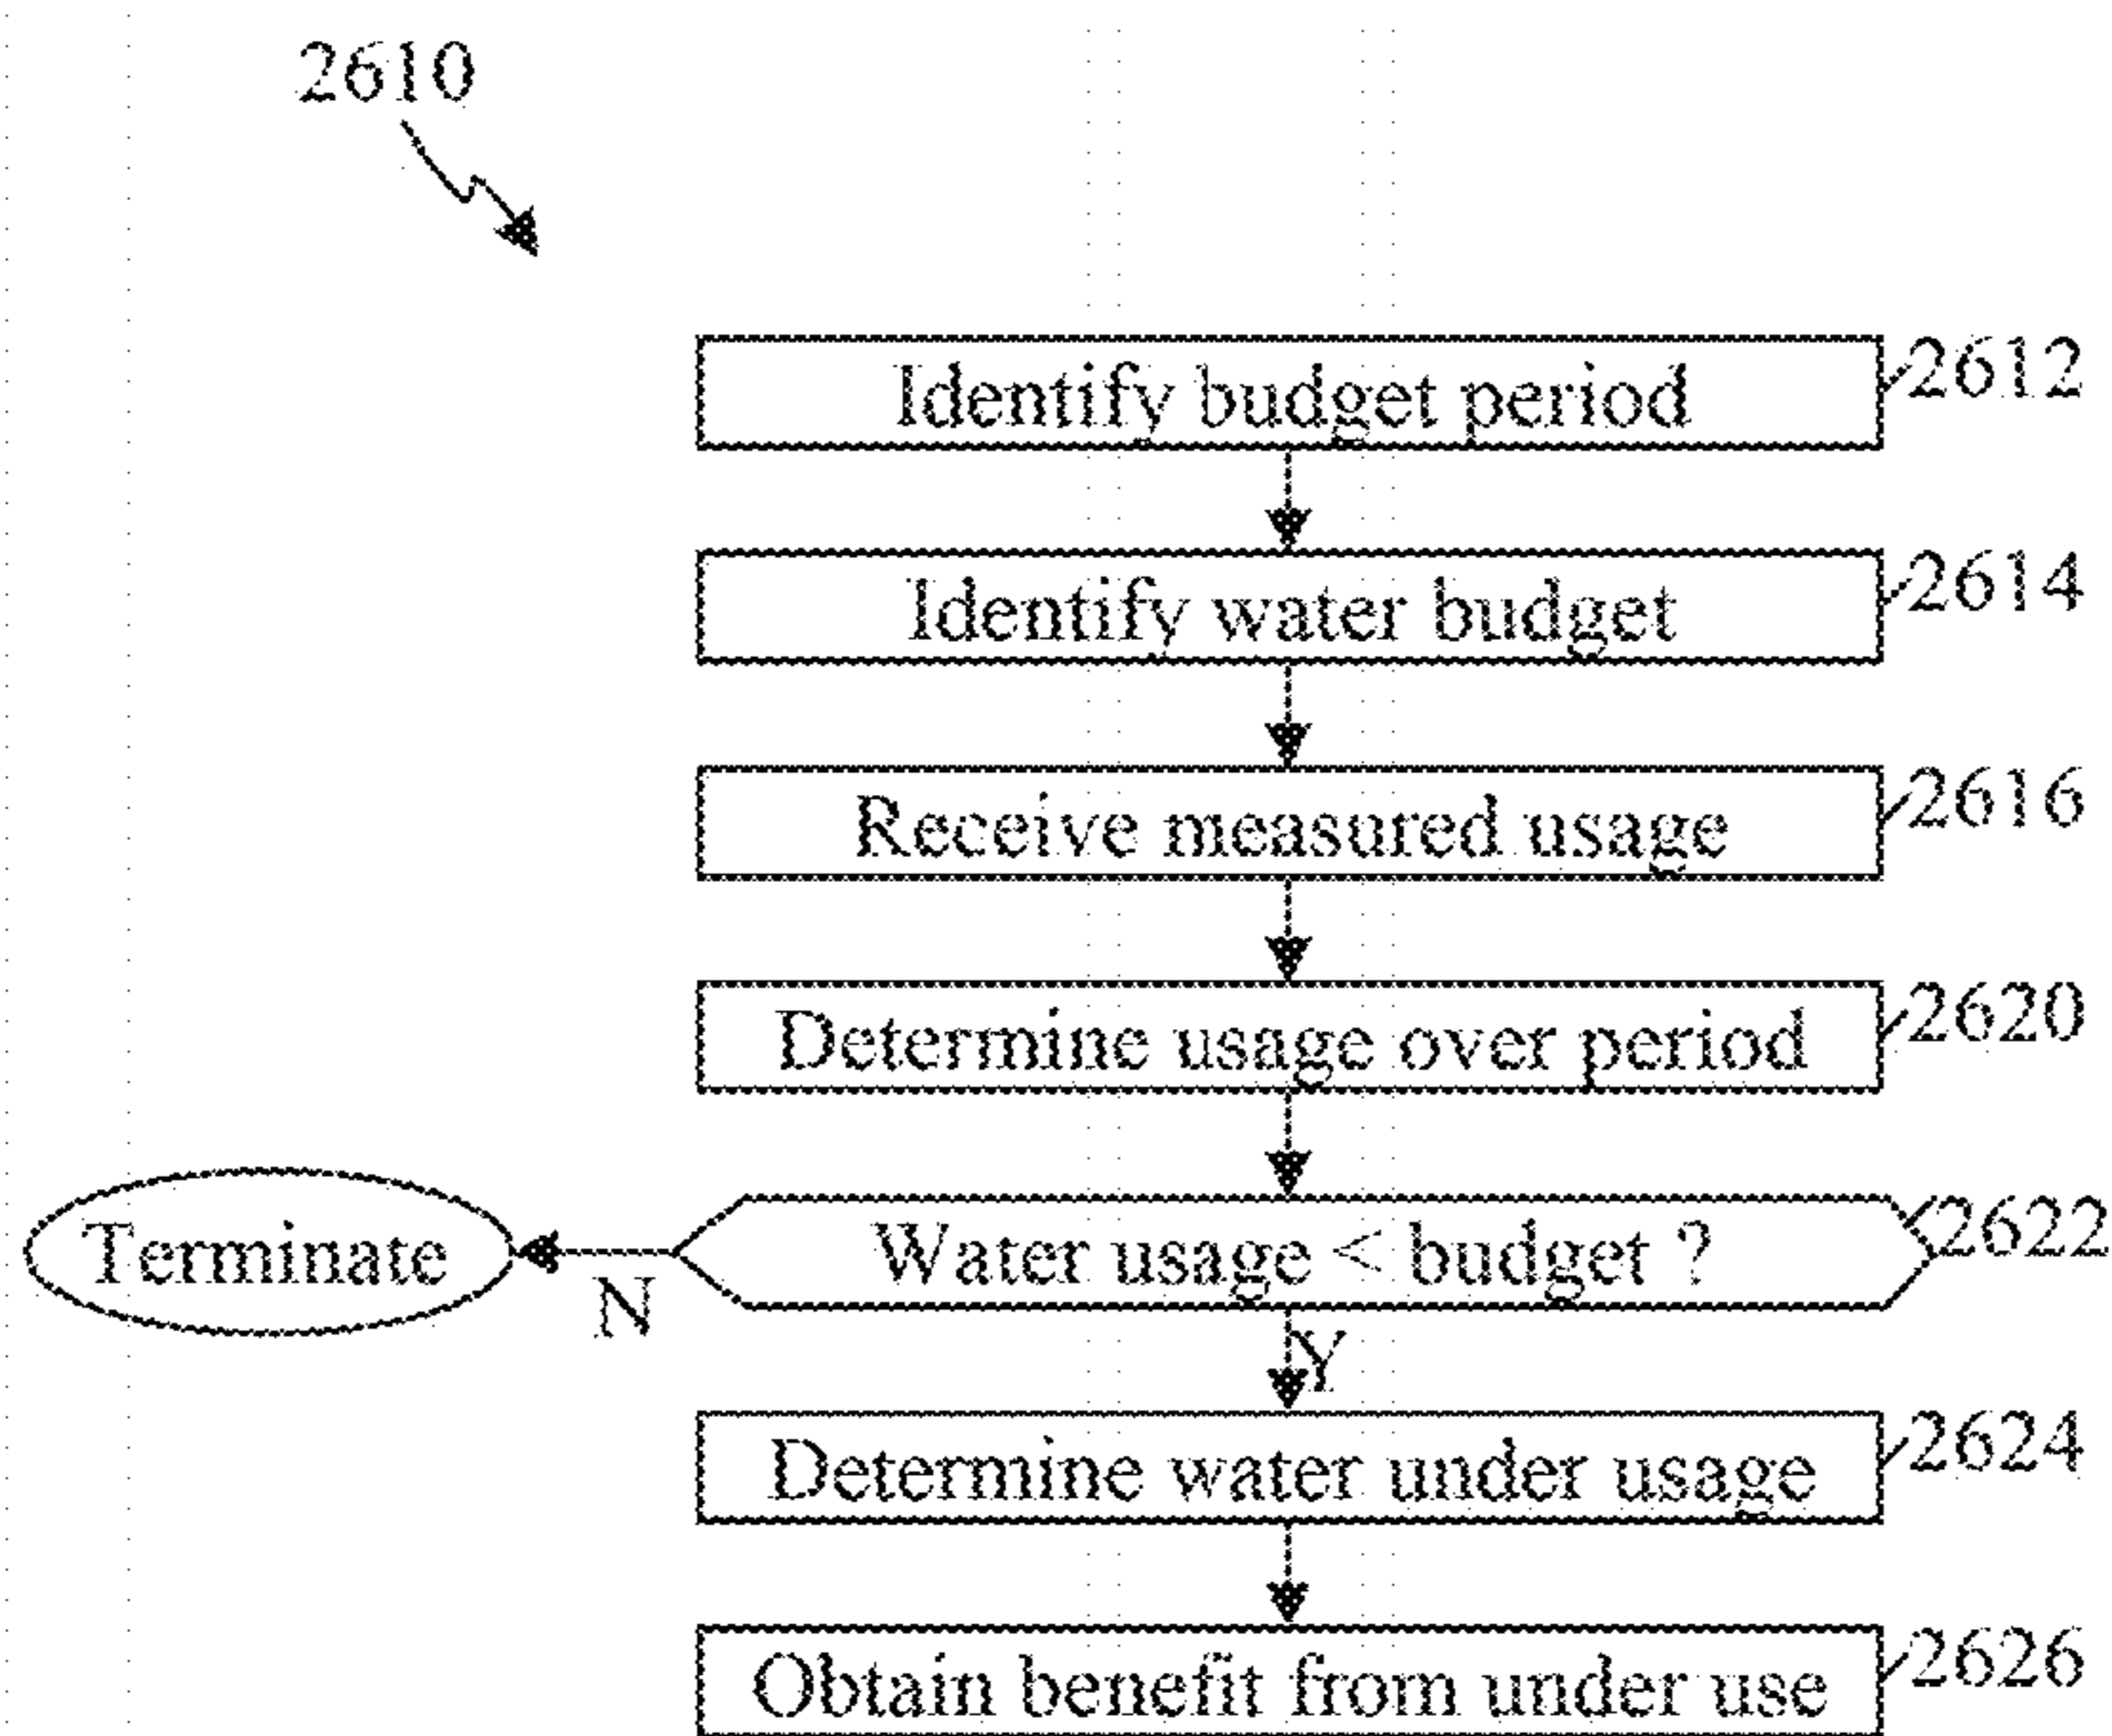 2610
Identify budget period 2612
Identify water budget 2614
Receive measured usage 2616
Determine usage over period 2620
Terminate N Water usage < budget ? 2622
Y
Determine water under usage 2624
Obtain benefit from under use 2626